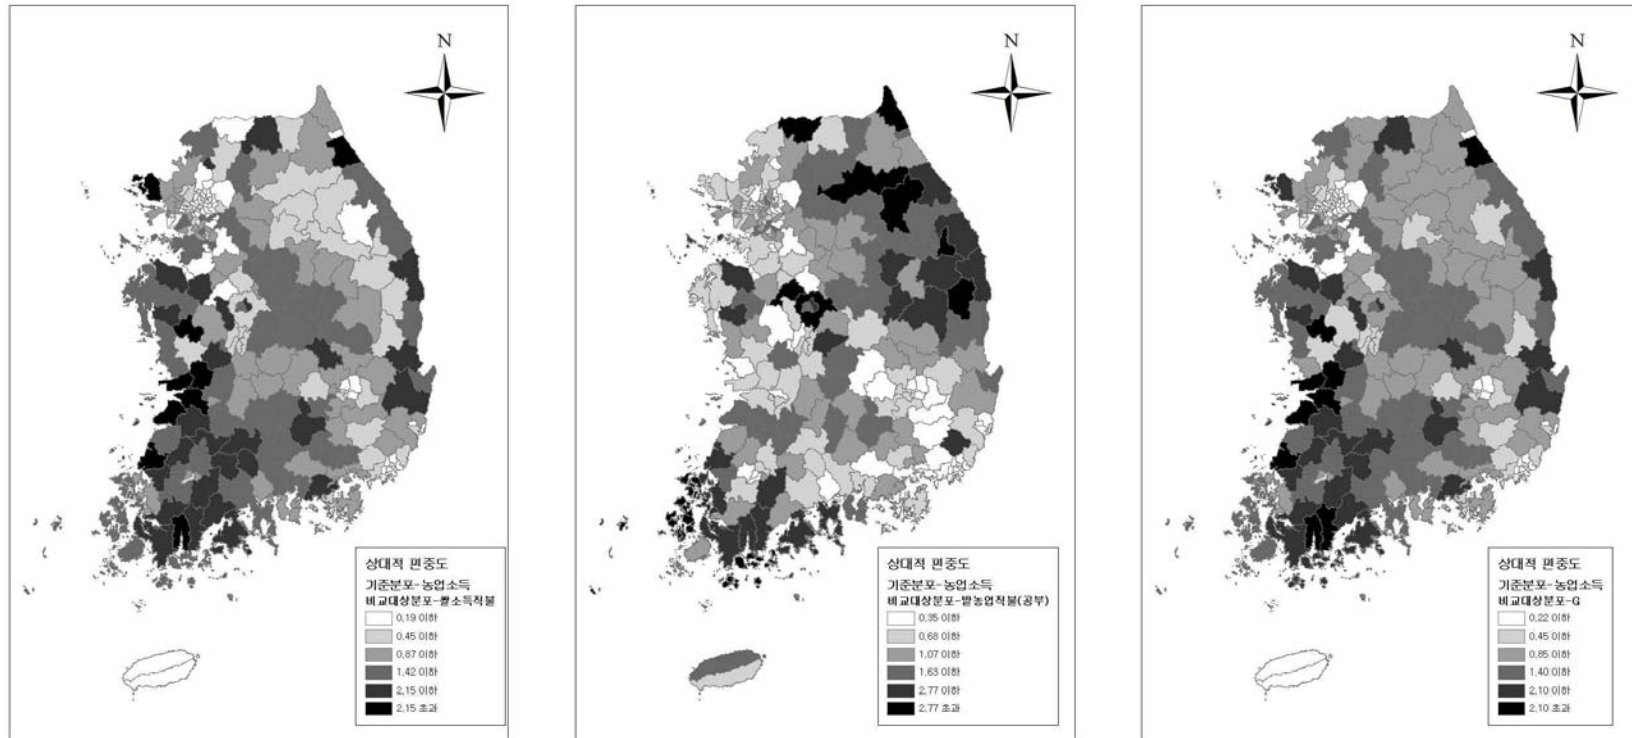 N
상대적 편중도
기준분포-농업소득
비교대상분포-쌀소득직불
0,19 이하
0,45 이하
0,87 이하
1,42 이하
2,15 이하
2,15 초과
N
상대적 편중도
기준분포-농업소득
비교대상분포-밭농업직불(공부)
0,35 이하
0,68 이하
1,07 이하
1,63 이하
2,77 이하
2,77 초과
N
상대적 편중도
기준분포-농업소득
비교대상분포-G
0,22 이하
0,45 이하
0,85 이하
1,40 이하
2,10 이하
2,10 초과